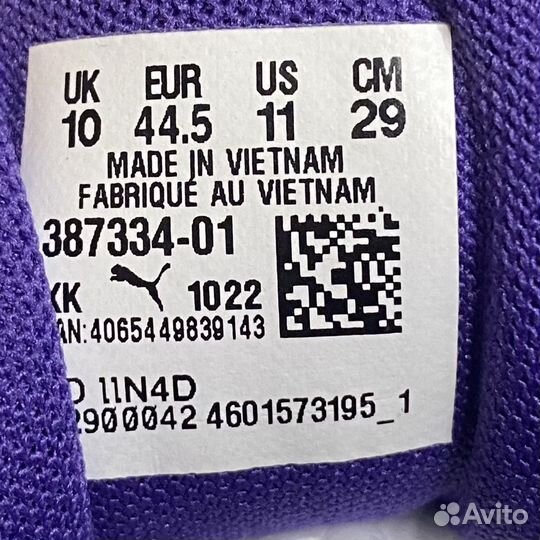 UK EUR US CM
10 44.5 11 29
MADE IN VIETNAM
FABRIQUÉ AU VIETNAM
387334-01
KK 1022
AN:4065449839143
D 11N4D
2900042 4601573195_1
Avito